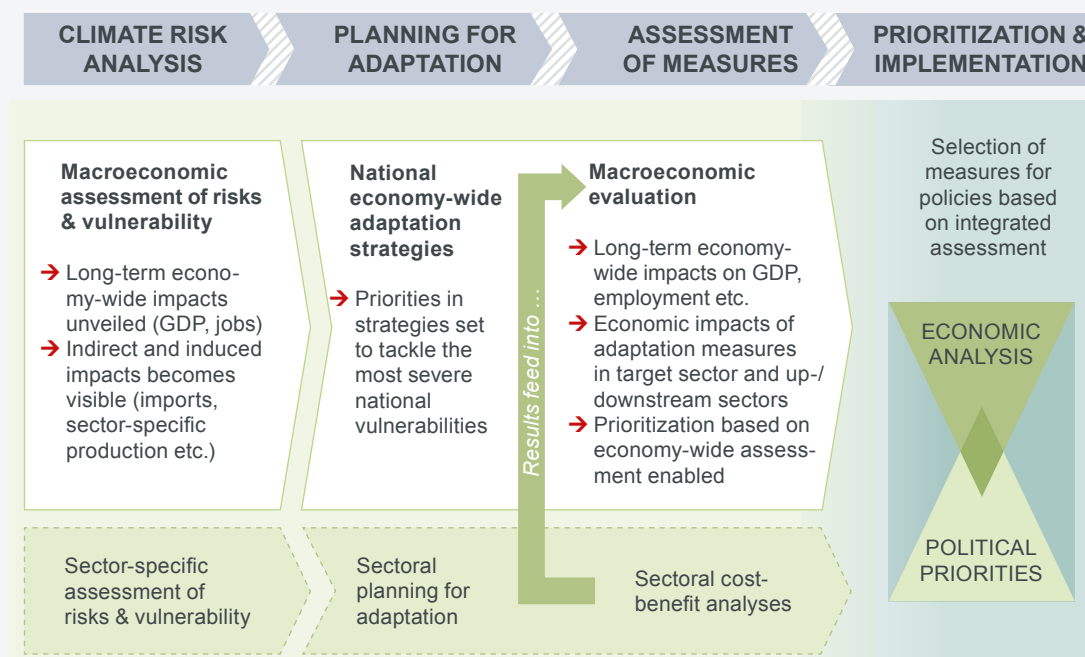 CLIMATE RISK
ANALYSIS
PLANNING FOR
ADAPTATION
ASSESSMENT
OF MEASURES
PRIORITIZATION &
IMPLEMENTATION
Macroeconomic
assessment of risks
& vulnerability
→ Long-term econo-
my-wide impacts
unveiled (GDP, jobs)
→ Indirect and induced
impacts becomes
visible (imports,
sector-specific
production etc.)
National
economy-wide
adaptation
strategies
→ Priorities in
strategies set
to tackle the
most severe
national
vulnerabilities
Results feed into ...
Macroeconomic
evaluation
→ Long-term economy-
wide impacts on GDP,
employment etc.
→ Economic impacts of
adaptation measures
in target sector and up-/
downstream sectors
→ Prioritization based on
economy-wide assess-
ment enabled
Selection of
measures for
policies based
on integrated
assessment
ECONOMIC
ANALYSIS
POLITICAL
PRIORITIES
Sector-specific
assessment of
risks & vulnerability
Sectoral
planning for
adaptation
Sectoral cost-
benefit analyses